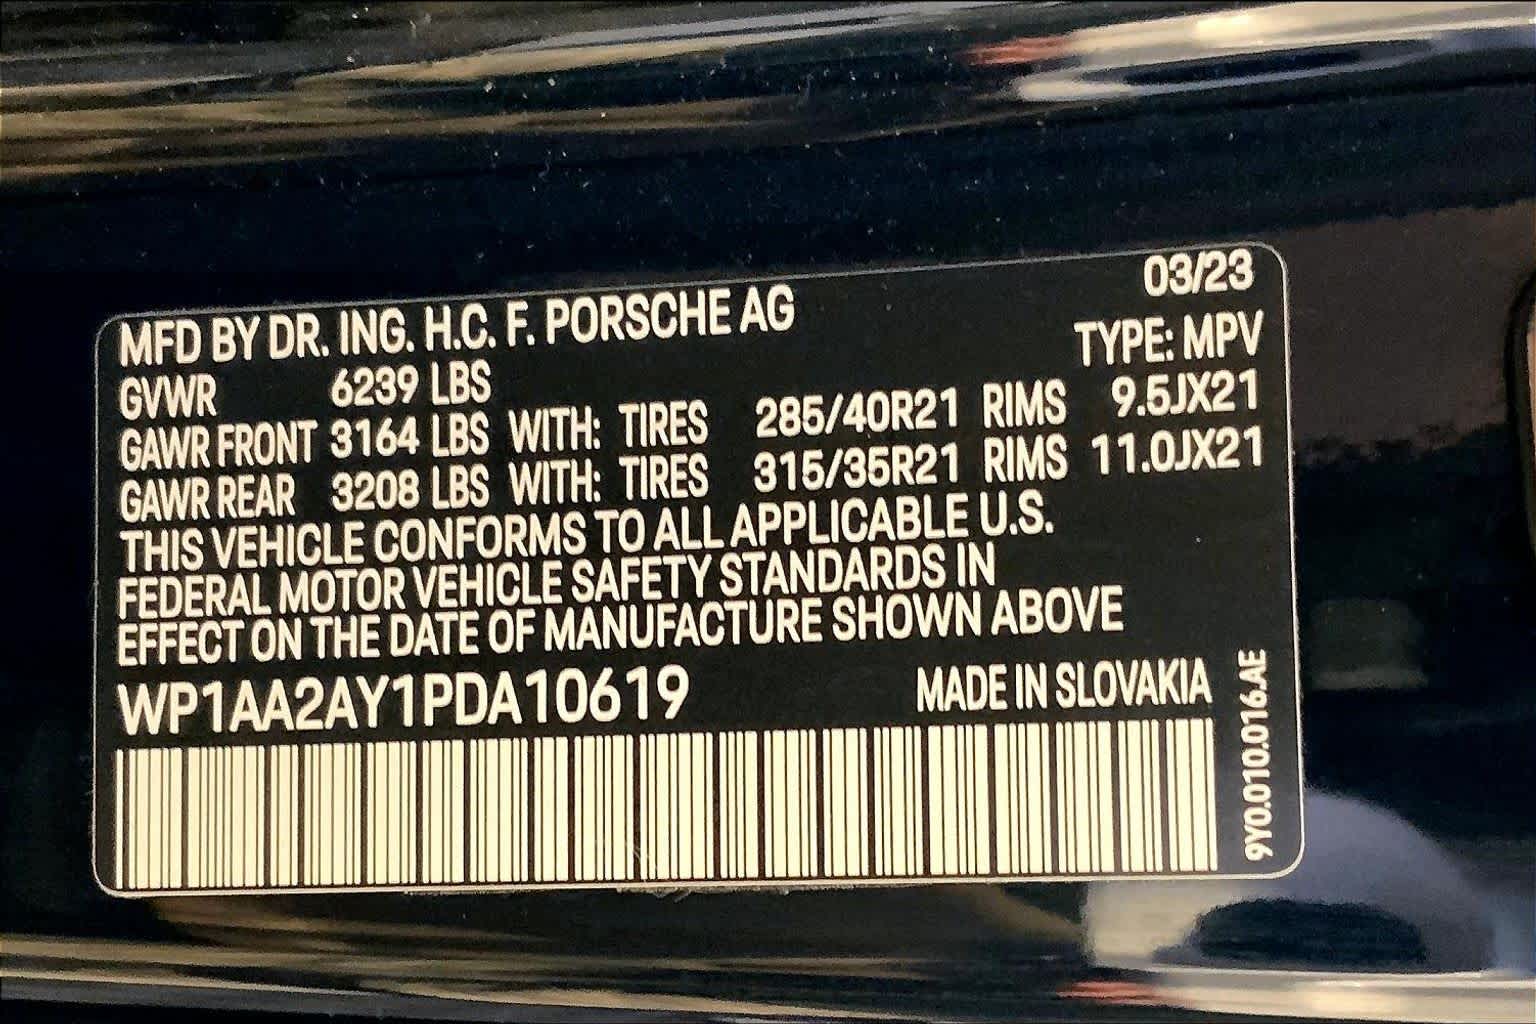 03/23
MFD BY DR. ING. H.C. F. PORSCHE AG
TYPE: MPV
GVWR 6239 LBS
GAWR FRONT 3164 LBS WITH: TIRES 285/40R21 RIMS 9.5JX21
GAWR REAR 3208 LBS WITH: TIRES 315/35R21 RIMS 11.0JX21
THIS VEHICLE CONFORMS TO ALL APPLICABLE U.S.
FEDERAL MOTOR VEHICLE SAFETY STANDARDS IN
EFFECT ON THE DATE OF MANUFACTURE SHOWN ABOVE
WP1AA2AY1PDA10619 MADE IN SLOVAKIA
9Y0.010.016.AE